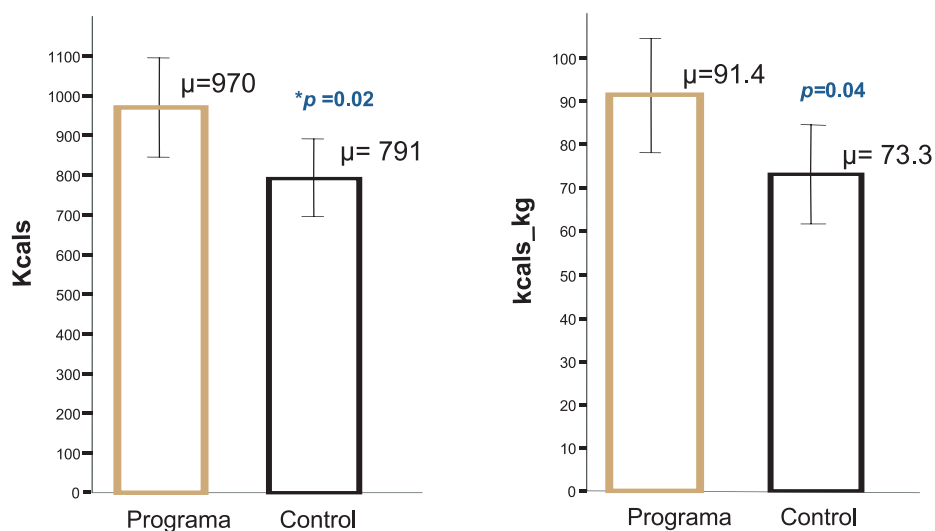 Kcals
1100
1000
900
800
700
600
500
400
300
200
100
0
μ=970
*p =0.02
μ= 791
Programa
Control
kcals_kg
100
90
80
70
60
50
40
30
20
10
0
μ=91.4
p=0.04
μ= 73.3
Programa
Control